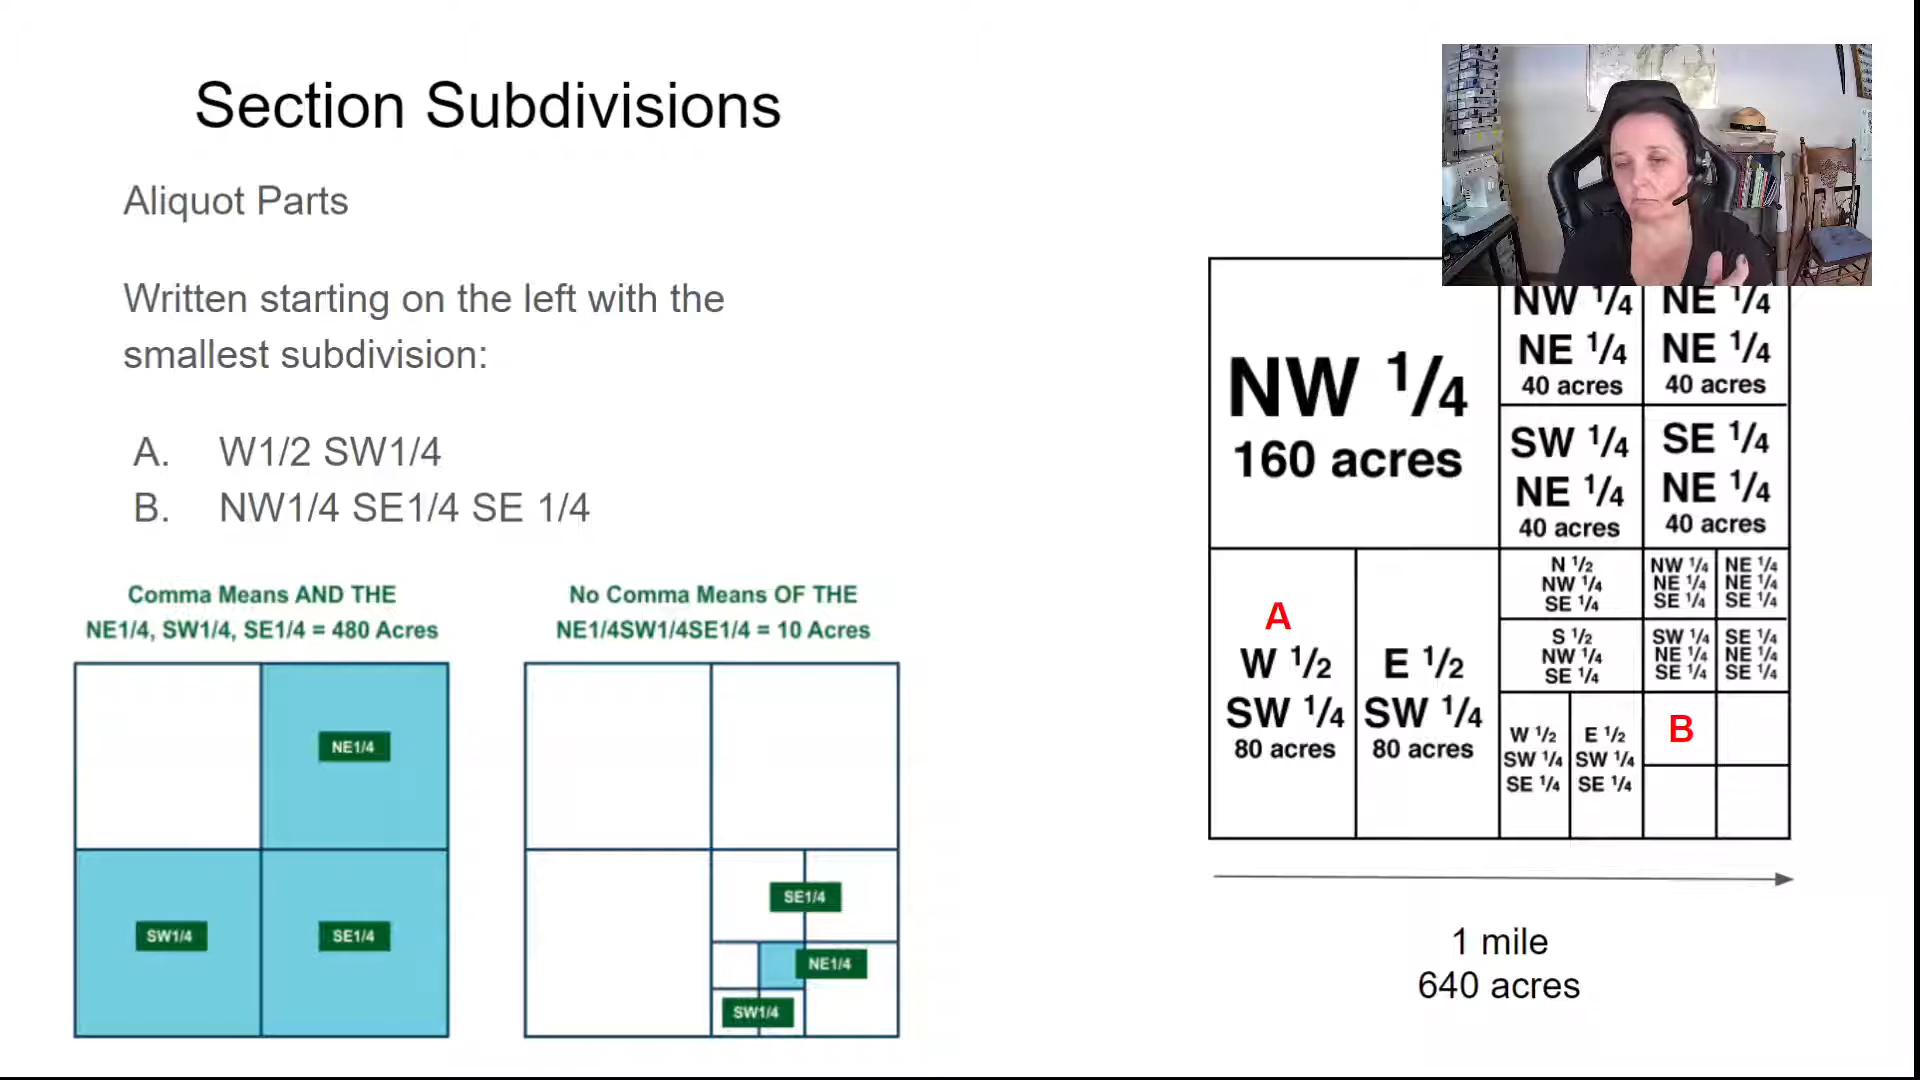 Section Subdivisions
Aliquot Parts
Written starting on the left with the
smallest subdivision:
A. W1/2 SW1/4
B. NW1/4 SE1/4 SE 1/4
Comma Means AND THE
NE1/4, SW1/4, SE1/4 = 480 Acres
NE1/4
SW1/4
SE1/4
No Comma Means OF THE
NE1/4SW1/4SE1/4 = 10 Acres
SE1/4
NE1/4
SW1/4
NW 1/4
160 acres
NW 1/4
NE 1/4
40 acres
NE 1/4
NE 1/4
40 acres
SW 1/4
NE 1/4
40 acres
SE 1/4
NE 1/4
40 acres
A
W 1/2
SW 1/4
80 acres
E 1/2
SW 1/4
80 acres
N 1/2
NW 1/4
SE 1/4
NW 1/4
NE 1/4
SE 1/4
NE 1/4
NE 1/4
SE 1/4
S 1/2
NW 1/4
SE 1/4
SW 1/4
NE 1/4
SE 1/4
SE 1/4
NE 1/4
SE 1/4
W 1/2
SW 1/4
SE 1/4
E 1/2
SW 1/4
SE 1/4
B
1 mile
640 acres